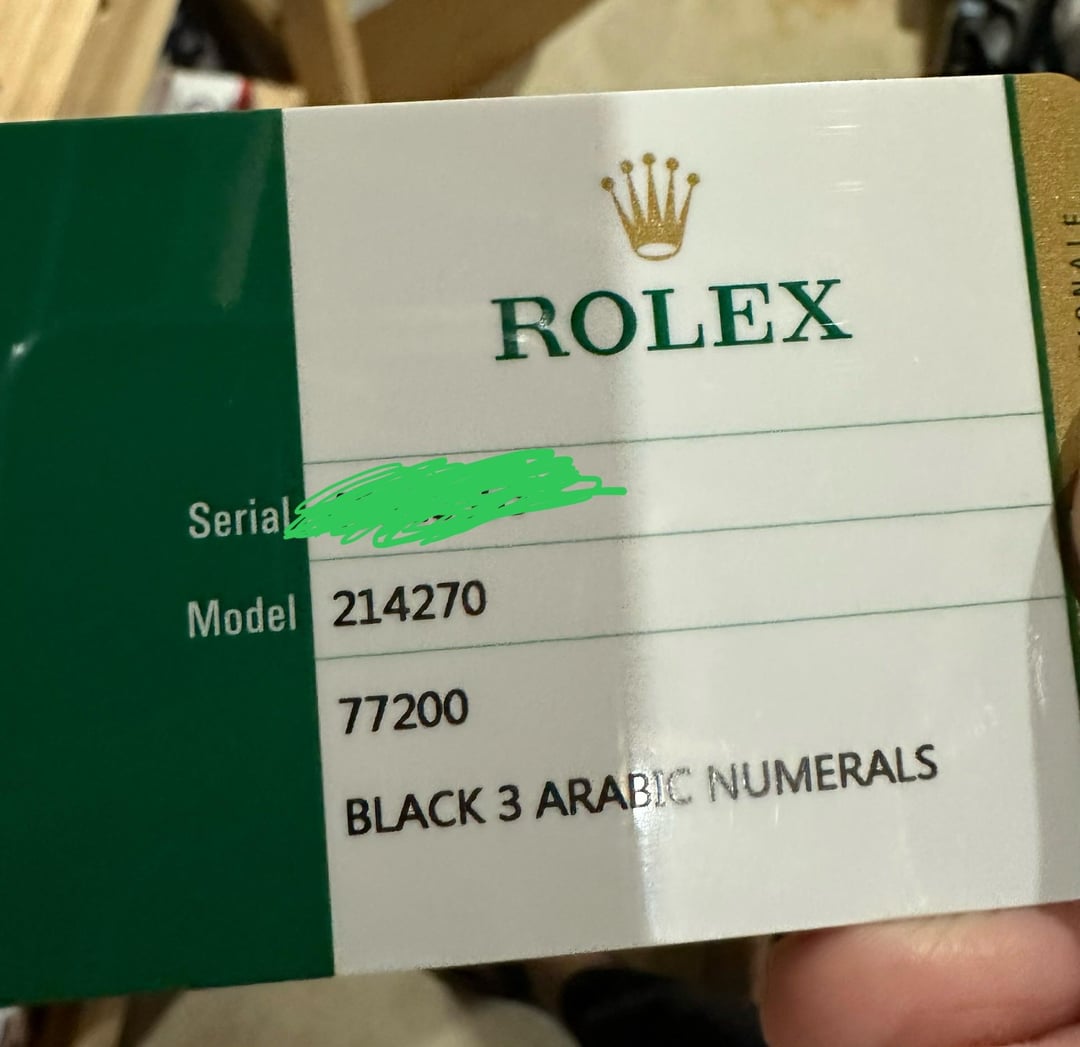 ROLEX
Serial
Model 214270
77200
BLACK 3 ARABIC NUMERALS